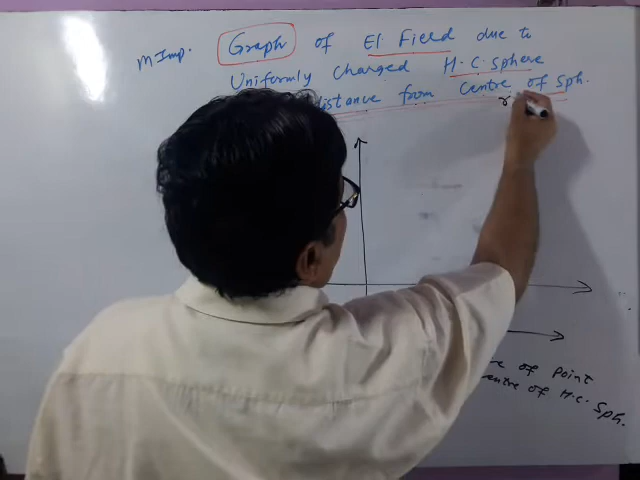 M Imp. Graph of El. Field due to
Uniformly Charged H.C. Sphere
distance from centre of Sph.
r
of point
centre of H.C. Sph.